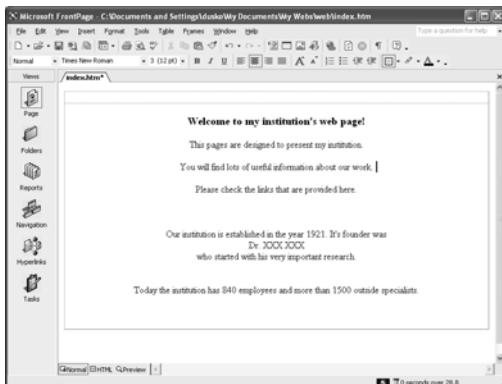 Microsoft FrontPage - C:\Documents and Settings\dusko\My Documents\My Webs\web\index.htm
File Edit View Insert Format Tools Table Frames Window Help Type a question for help
Normal Times New Roman 3 (12 pt) B I U
Views index.htm*
Page
Folders
Reports
Navigation
Hyperlinks
Tasks
Welcome to my institution's web page!
This pages are designed to present my institution.
You will find lots of useful information about our work.
Please check the links that are provided here.
Our institution is established in the year 1921. It's founder was
Dr. XXX XXX
who started with his very important research.
Today the institution has 840 employees and more than 1500 outside specialists.
Normal HTML Preview
0 seconds over 28.8